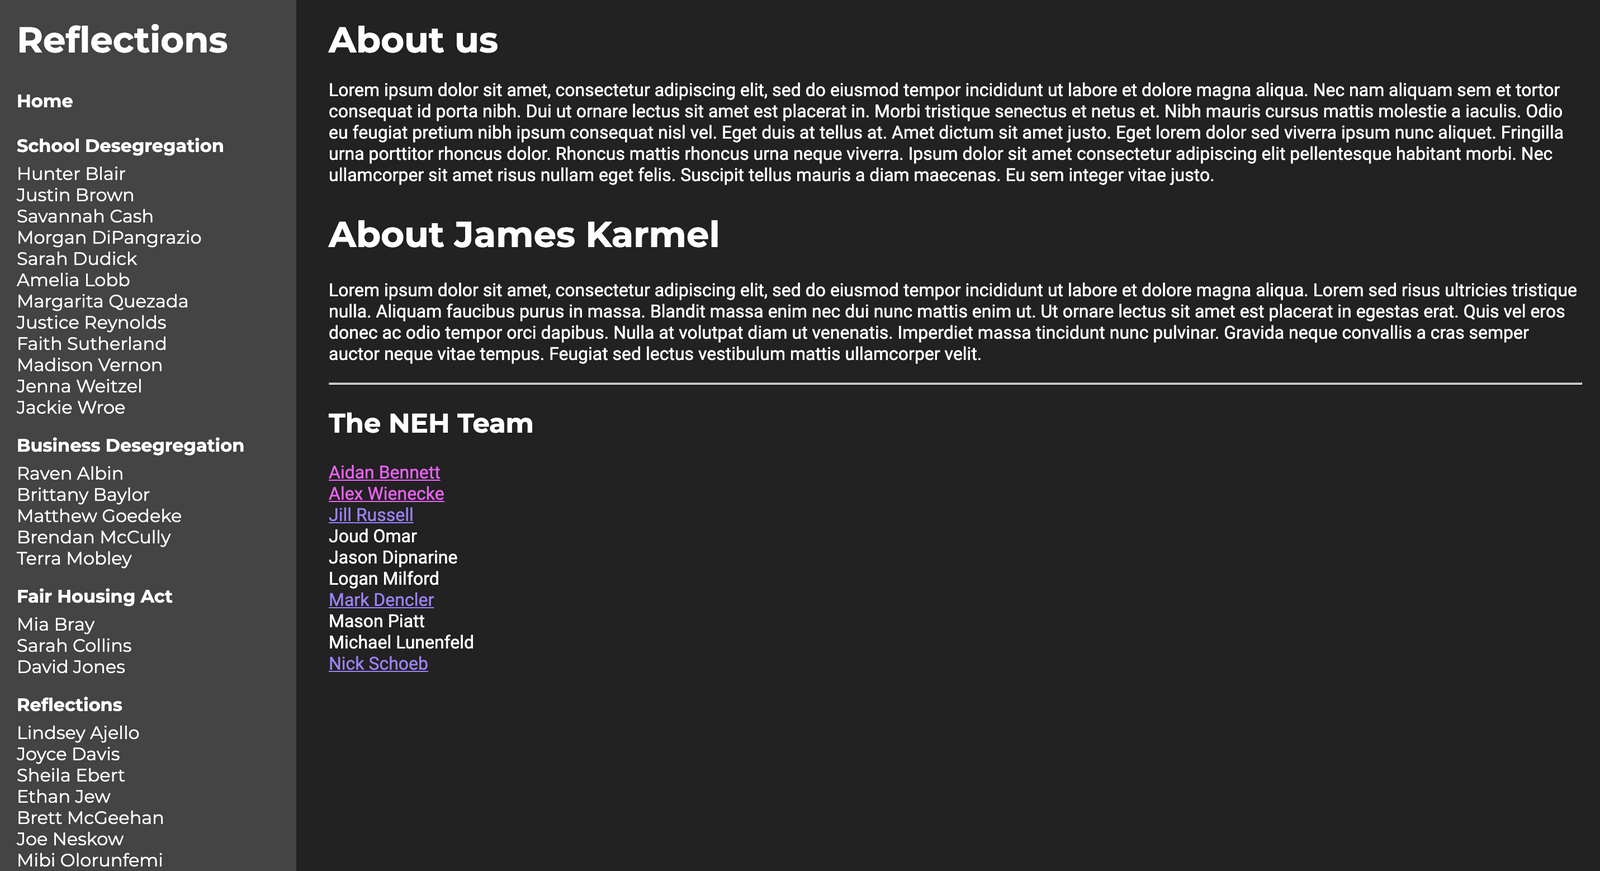 Reflections
Home
School Desegregation
Hunter Blair
Justin Brown
Savannah Cash
Morgan DiPangrazio
Sarah Dudick
Amelia Lobb
Margarita Quezada
Justice Reynolds
Faith Sutherland
Madison Vernon
Jenna Weitzel
Jackie Wroe
Business Desegregation
Raven Albin
Brittany Baylor
Matthew Goedeke
Brendan McCully
Terra Mobley
Fair Housing Act
Mia Bray
Sarah Collins
David Jones
Reflections
Lindsey Ajello
Joyce Davis
Sheila Ebert
Ethan Jew
Brett McGeehan
Joe Neskow
Mibi Olorunfemi
About us
Lorem ipsum dolor sit amet, consectetur adipiscing elit, sed do eiusmod tempor incididunt ut labore et dolore magna aliqua. Nec nam aliquam sem et tortor
consequat id porta nibh. Dui ut ornare lectus sit amet est placerat in. Morbi tristique senectus et netus et. Nibh mauris cursus mattis molestie a iaculis. Odio
eu feugiat pretium nibh ipsum consequat nisl vel. Eget duis at tellus at. Amet dictum sit amet justo. Eget lorem dolor sed viverra ipsum nunc aliquet. Fringilla
urna porttitor rhoncus dolor. Rhoncus mattis rhoncus urna neque viverra. Ipsum dolor sit amet consectetur adipiscing elit pellentesque habitant morbi. Nec
ullamcorper sit amet risus nullam eget felis. Suscipit tellus mauris a diam maecenas. Eu sem integer vitae justo.
About James Karmel
Lorem ipsum dolor sit amet, consectetur adipiscing elit, sed do eiusmod tempor incididunt ut labore et dolore magna aliqua. Lorem sed risus ultricies tristique
nulla. Aliquam faucibus purus in massa. Blandit massa enim nec dui nunc mattis enim ut. Ut ornare lectus sit amet est placerat in egestas erat. Quis vel eros
donec ac odio tempor orci dapibus. Nulla at volutpat diam ut venenatis. Imperdiet massa tincidunt nunc pulvinar. Gravida neque convallis a cras semper
auctor neque vitae tempus. Feugiat sed lectus vestibulum mattis ullamcorper velit.
The NEH Team
Aidan Bennett
Alex Wienecke
Jill Russell
Joud Omar
Jason Dipnarine
Logan Milford
Mark Dencler
Mason Piatt
Michael Lunenfeld
Nick Schoeb